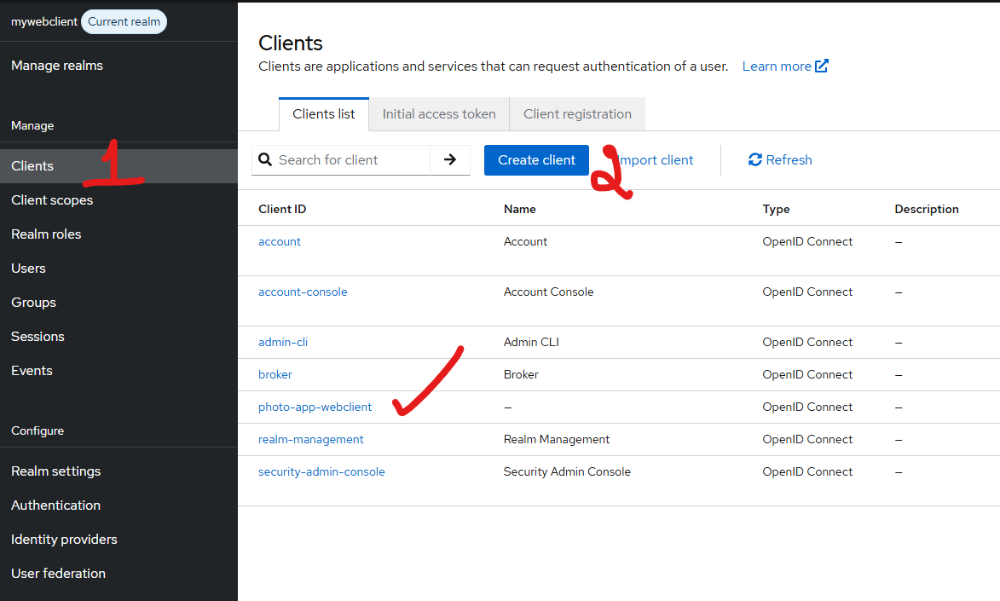 mywebclient Current realm
Manage realms
Manage
Clients
1
Client scopes
Realm roles
Users
Groups
Sessions
Events
Configure
Realm settings
Authentication
Identity providers
User federation
Clients
Clients are applications and services that can request authentication of a user. Learn more
Clients list Initial access token Client registration
Search for client Create client 2 Import client Refresh
Client ID Name Type Description
account Account OpenID Connect –
account-console Account Console OpenID Connect –
admin-cli Admin CLI OpenID Connect –
broker Broker OpenID Connect –
photo-app-webclient – OpenID Connect –
realm-management Realm Management OpenID Connect –
security-admin-console Security Admin Console OpenID Connect –